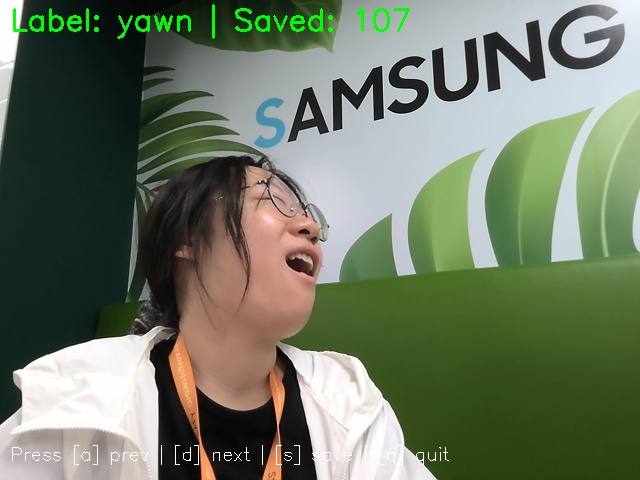 Label: yawn | Saved: 107
SAMSUNG
Press [a] prev | [d] next | [s] save | [q] quit